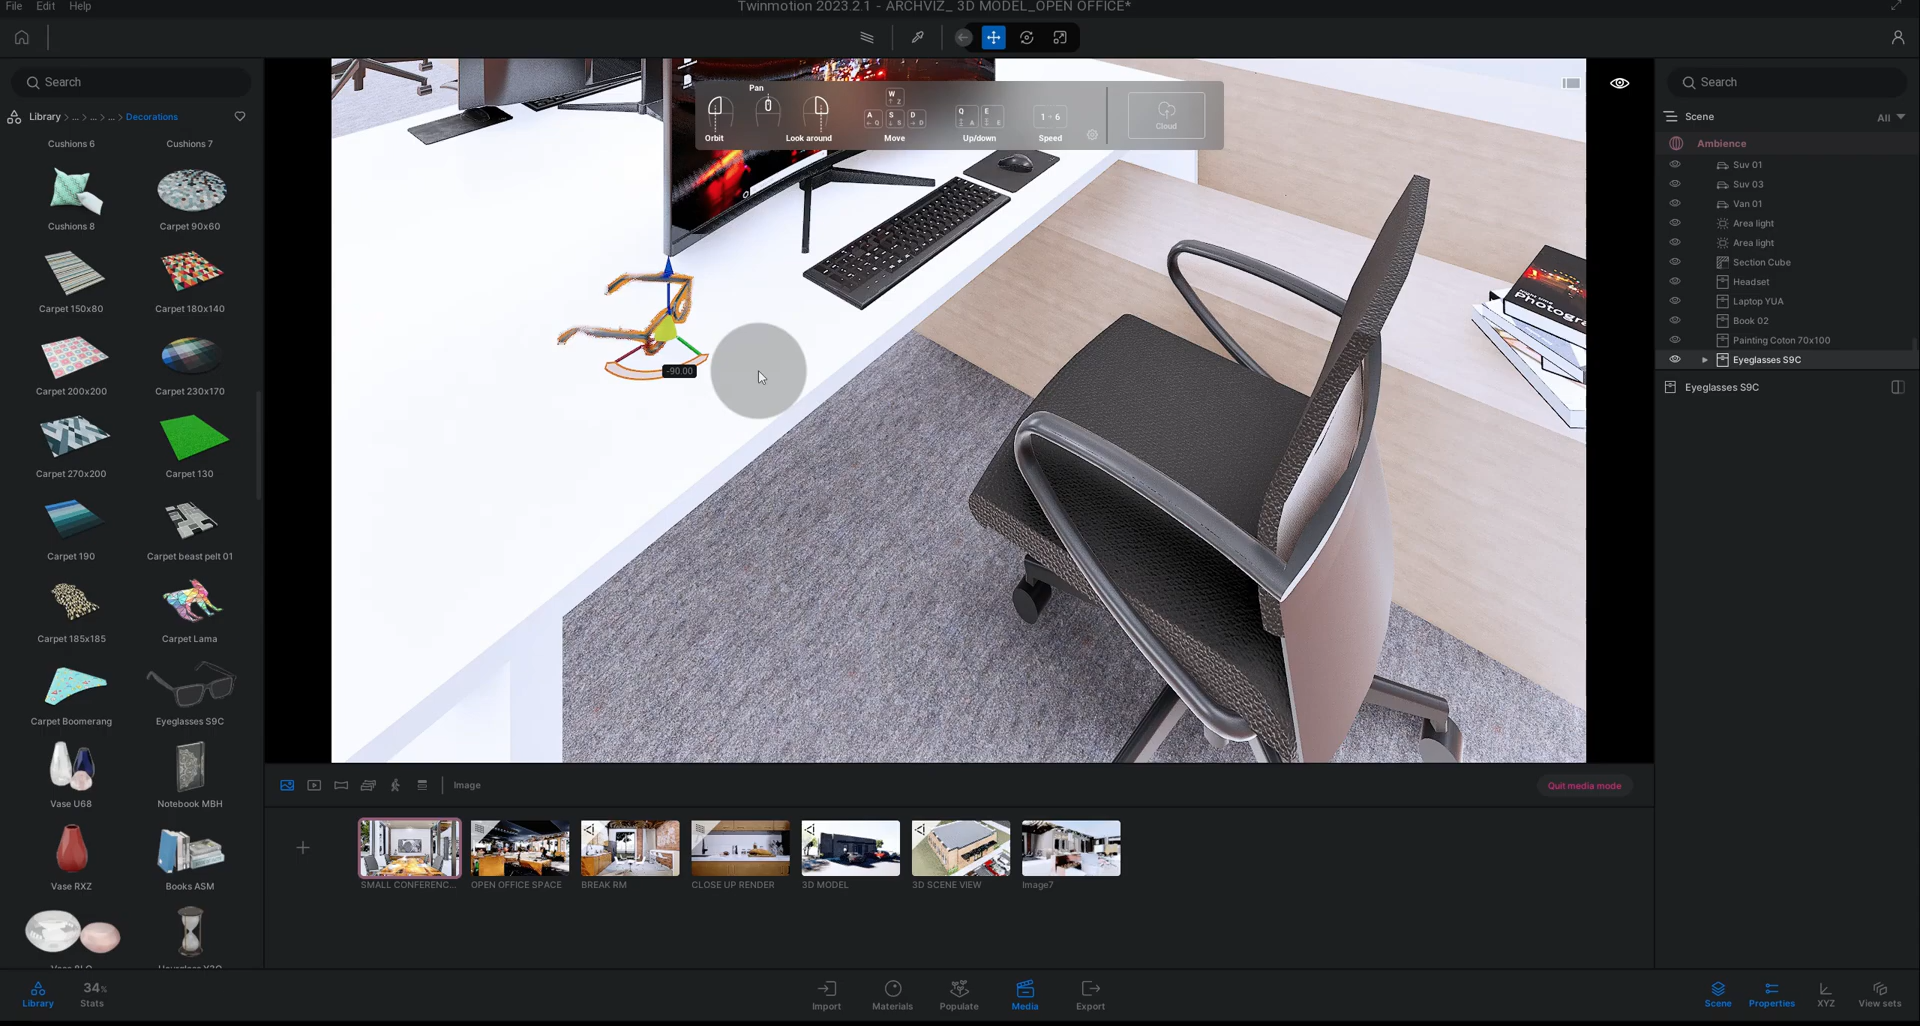 File Edit Help
Twinmotion 2023.2.1 - ARCHVIZ_ 3D MODEL_OPEN OFFICE*
Search
Library > ... > ... > ... > Decorations
Cushions 6 Cushions 7
Cushions 8 Carpet 90x60
Carpet 150x80 Carpet 180x140
Carpet 200x200 Carpet 230x170
Carpet 270x200 Carpet 130
Carpet 190 Carpet beast pelt 01
Carpet 185x185 Carpet Lama
Carpet Boomerang Eyeglasses S9C
Vase U68 Notebook MBH
Vase RXZ Books ASM
Pan
Orbit
Look around
W
A S D
Move
Q E
Up/down
1 - 6
Speed
Cloud
-90.00
Photogra
Search
Scene
All
Ambience
Suv 01
Suv 03
Van 01
Area light
Area light
Section Cube
Headset
Laptop YUA
Book 02
Painting Coton 70x100
Eyeglasses S9C
Eyeglasses S9C
Image
Quit media mode
SMALL CONFERENC... OPEN OFFICE SPACE BREAK RM CLOSE UP RENDER 3D MODEL 3D SCENE VIEW Image7
Library
34%
Stats
Import Materials Populate Media Export
Scene Properties XYZ View sets